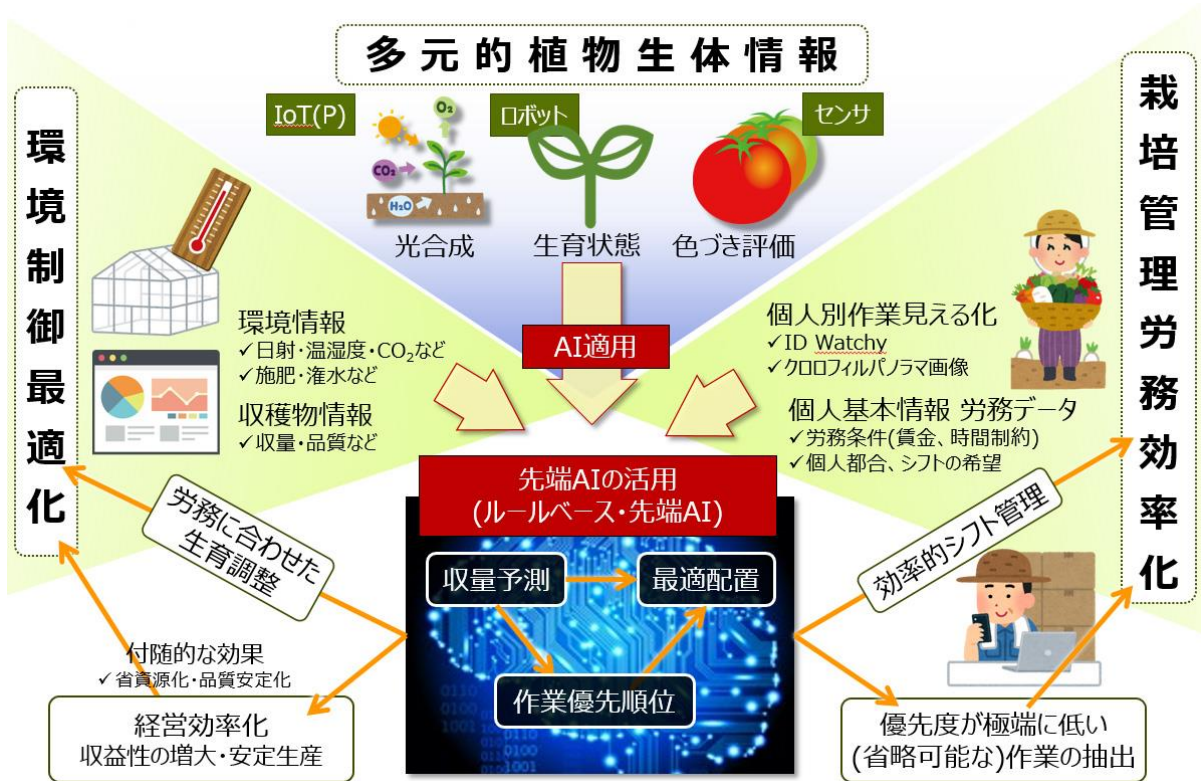 多元的植物生体情報
IoT(P)
ロボット
センサ
O₂
CO₂
H₂O
光合成
生育状態
色づき評価
環境制御最適化
環境情報
✓日射・温湿度・CO₂など
✓施肥・灌水など
収穫物情報
✓収量・品質など
AI適用
個人別作業見える化
✓ID Watchy
✓クロロフィルパノラマ画像
個人基本情報 労務データ
✓労務条件(賃金、時間制約)
✓個人都合、シフトの希望
栽培管理労務効率化
先端AIの活用
(ルールベース・先端AI)
収量予測
最適配置
作業優先順位
労務に合わせた
生育調整
効率的シフト管理
付随的な効果
✓省資源化・品質安定化
経営効率化
収益性の増大・安定生産
優先度が極端に低い
(省略可能な)作業の抽出